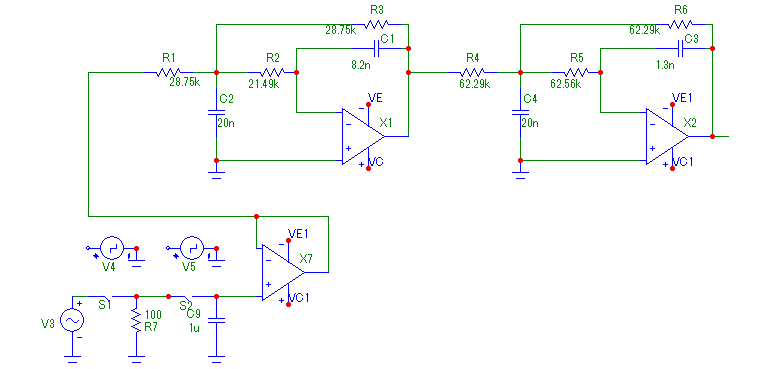 R3
R6
28.75k
62.29k
C1
C3
R1
R2
8.2n
R4
R5
1.3n
28.75k
21.49k
62.29k
62.56k
C2
VE
C4
VE1
20n
X1
20n
X2
VC
VC1
VE1
X7
V4
V5
VC1
S1
S2
C9
V3
100
R7
1u